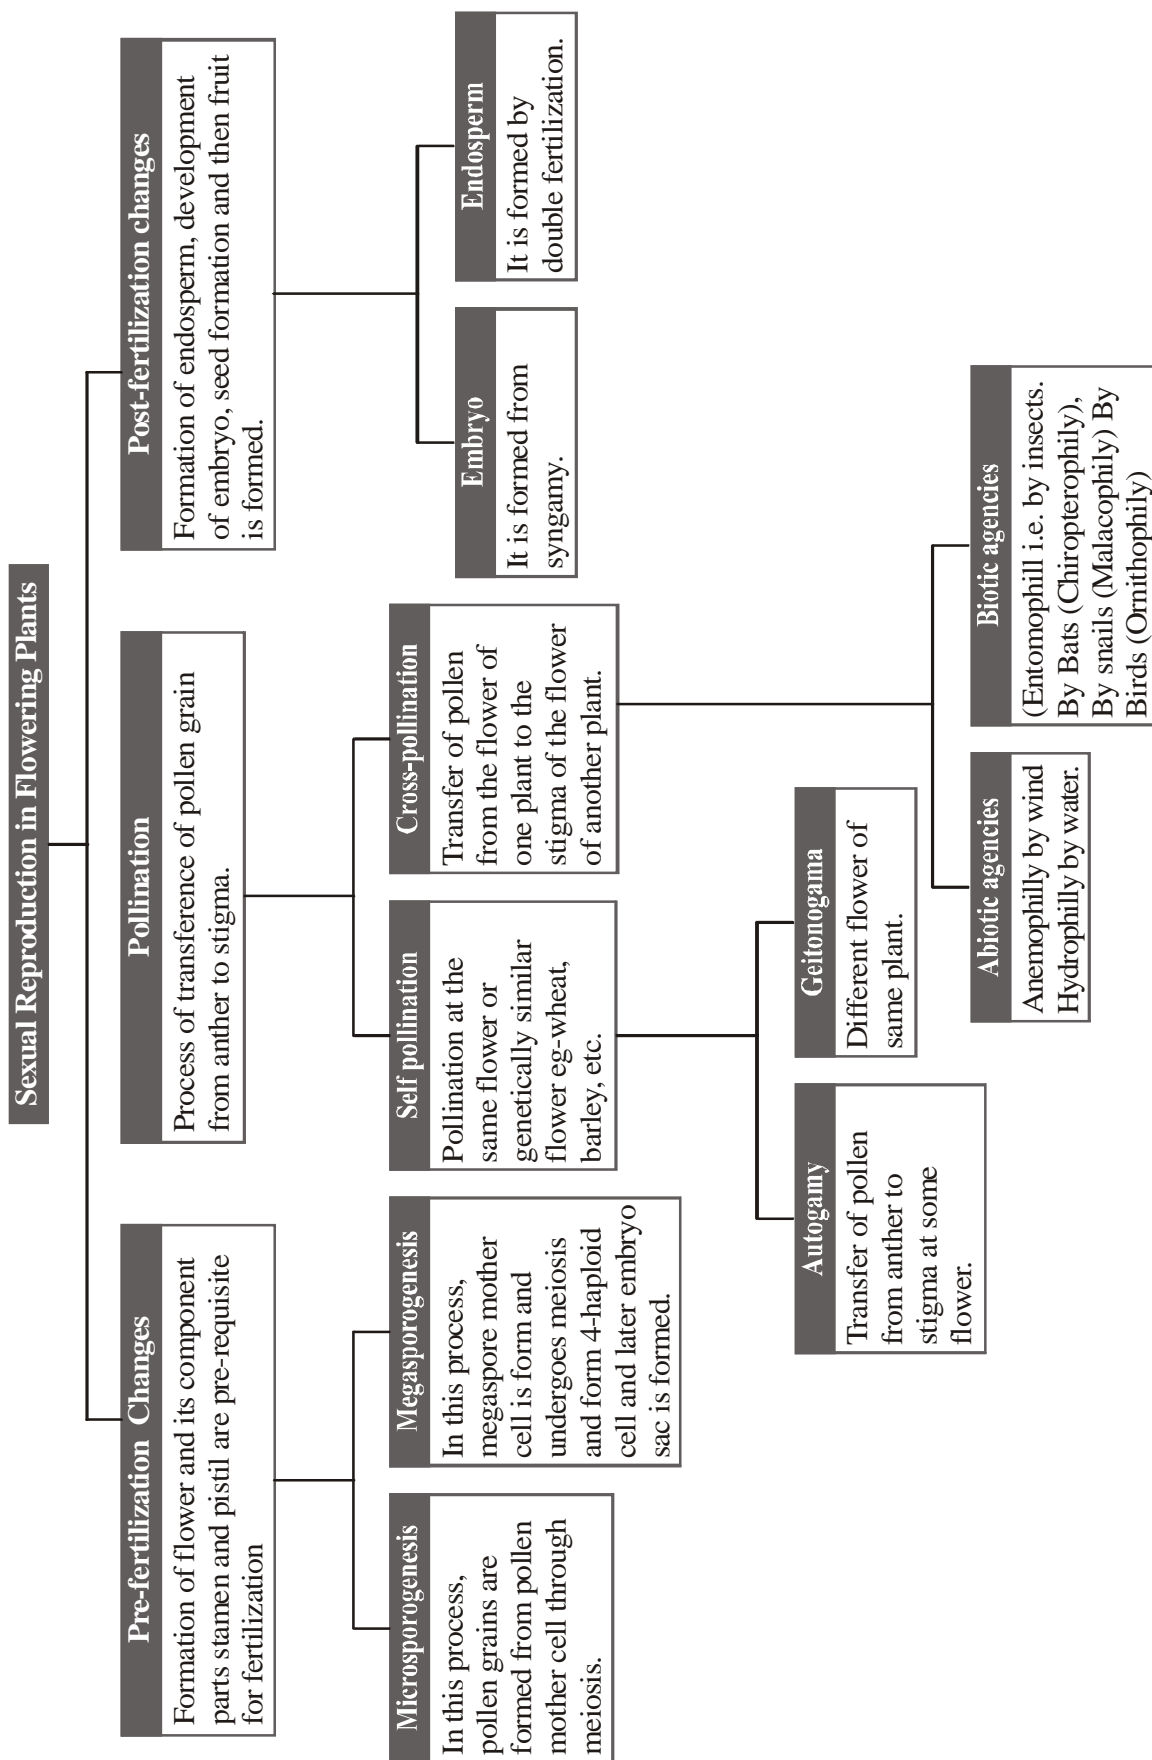 Sexual Reproduction in Flowering Plants
Pre-fertilization Changes
Formation of flower and its component
parts stamen and pistil are pre-requisite
for fertilization
Microsporogenesis
In this process,
pollen grains are
formed from pollen
mother cell through
meiosis.
Megasporogenesis
In this process,
megaspore mother
cell is form and
undergoes meiosis
and form 4-haploid
cell and later embryo
sac is formed.
Pollination
Process of transference of pollen grain
from anther to stigma.
Self pollination
Pollination at the
same flower or
genetically similar
flower eg-wheat,
barley, etc.
Cross-pollination
Transfer of pollen
from the flower of
one plant to the
stigma of the flower
of another plant.
Autogamy
Transfer of pollen
from anther to
stigma at some
flower.
Geitonogama
Different flower of
same plant.
Abiotic agencies
Anemophilly by wind
Hydrophilly by water.
Biotic agencies
(Entomophill i.e. by insects.
By Bats (Chiropterophily),
By snails (Malacophily) By
Birds (Ornithophily)
Post-fertilization changes
Formation of endosperm, development
of embryo, seed formation and then fruit
is formed.
Embryo
It is formed from
syngamy.
Endosperm
It is formed by
double fertilization.